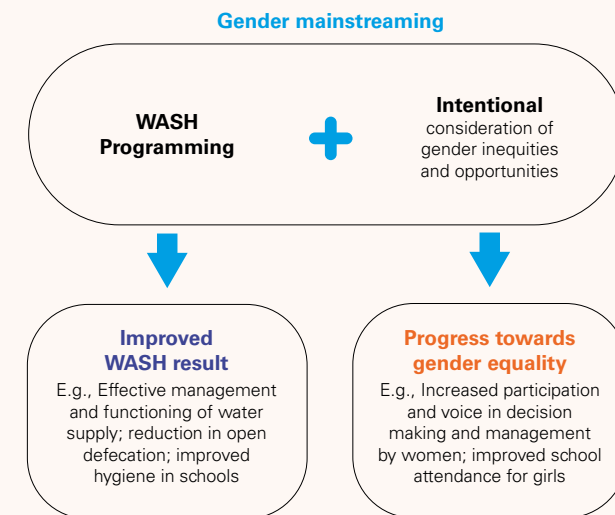 Gender mainstreaming
WASH
Programming
Intentional
consideration of
gender inequities
and opportunities
Improved
WASH result
E.g., Effective management
and functioning of water
supply; reduction in open
defecation; improved
hygiene in schools
Progress towards
gender equality
E.g., Increased participation
and voice in decision
making and management
by women; improved school
attendance for girls